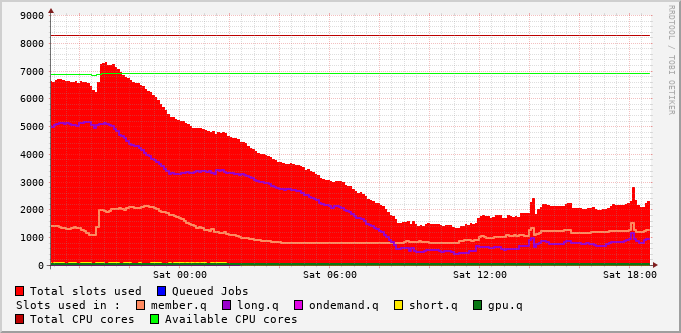 RRDTOOL / TOBI OETIKER
9000
8000
7000
6000
5000
4000
3000
2000
1000
0
Sat 00:00 Sat 06:00 Sat 12:00 Sat 18:00
Total slots used Queued Jobs
Slots used in : member.q long.q ondemand.q short.q gpu.q
Total CPU cores Available CPU cores